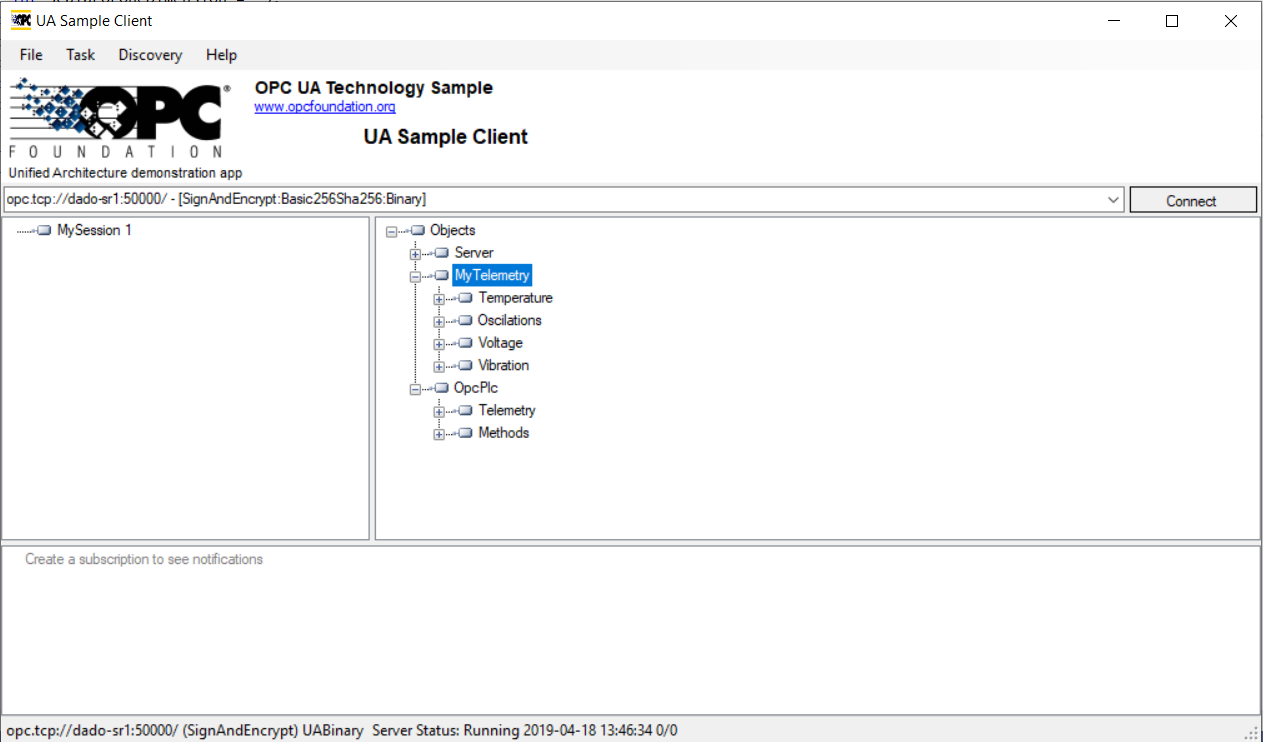 UA Sample Client
File Task Discovery Help
OPC
®
FOUNDATION
Unified Architecture demonstration app
OPC UA Technology Sample
www.opcfoundation.org
UA Sample Client
opc.tcp://dado-sr1:50000/ - [SignAndEncrypt:Basic256Sha256:Binary]
Connect
MySession 1
Objects
Server
MyTelemetry
Temperature
Oscilations
Voltage
Vibration
OpcPlc
Telemetry
Methods
Create a subscription to see notifications
opc.tcp://dado-sr1:50000/ (SignAndEncrypt) UABinary Server Status: Running 2019-04-18 13:46:34 0/0